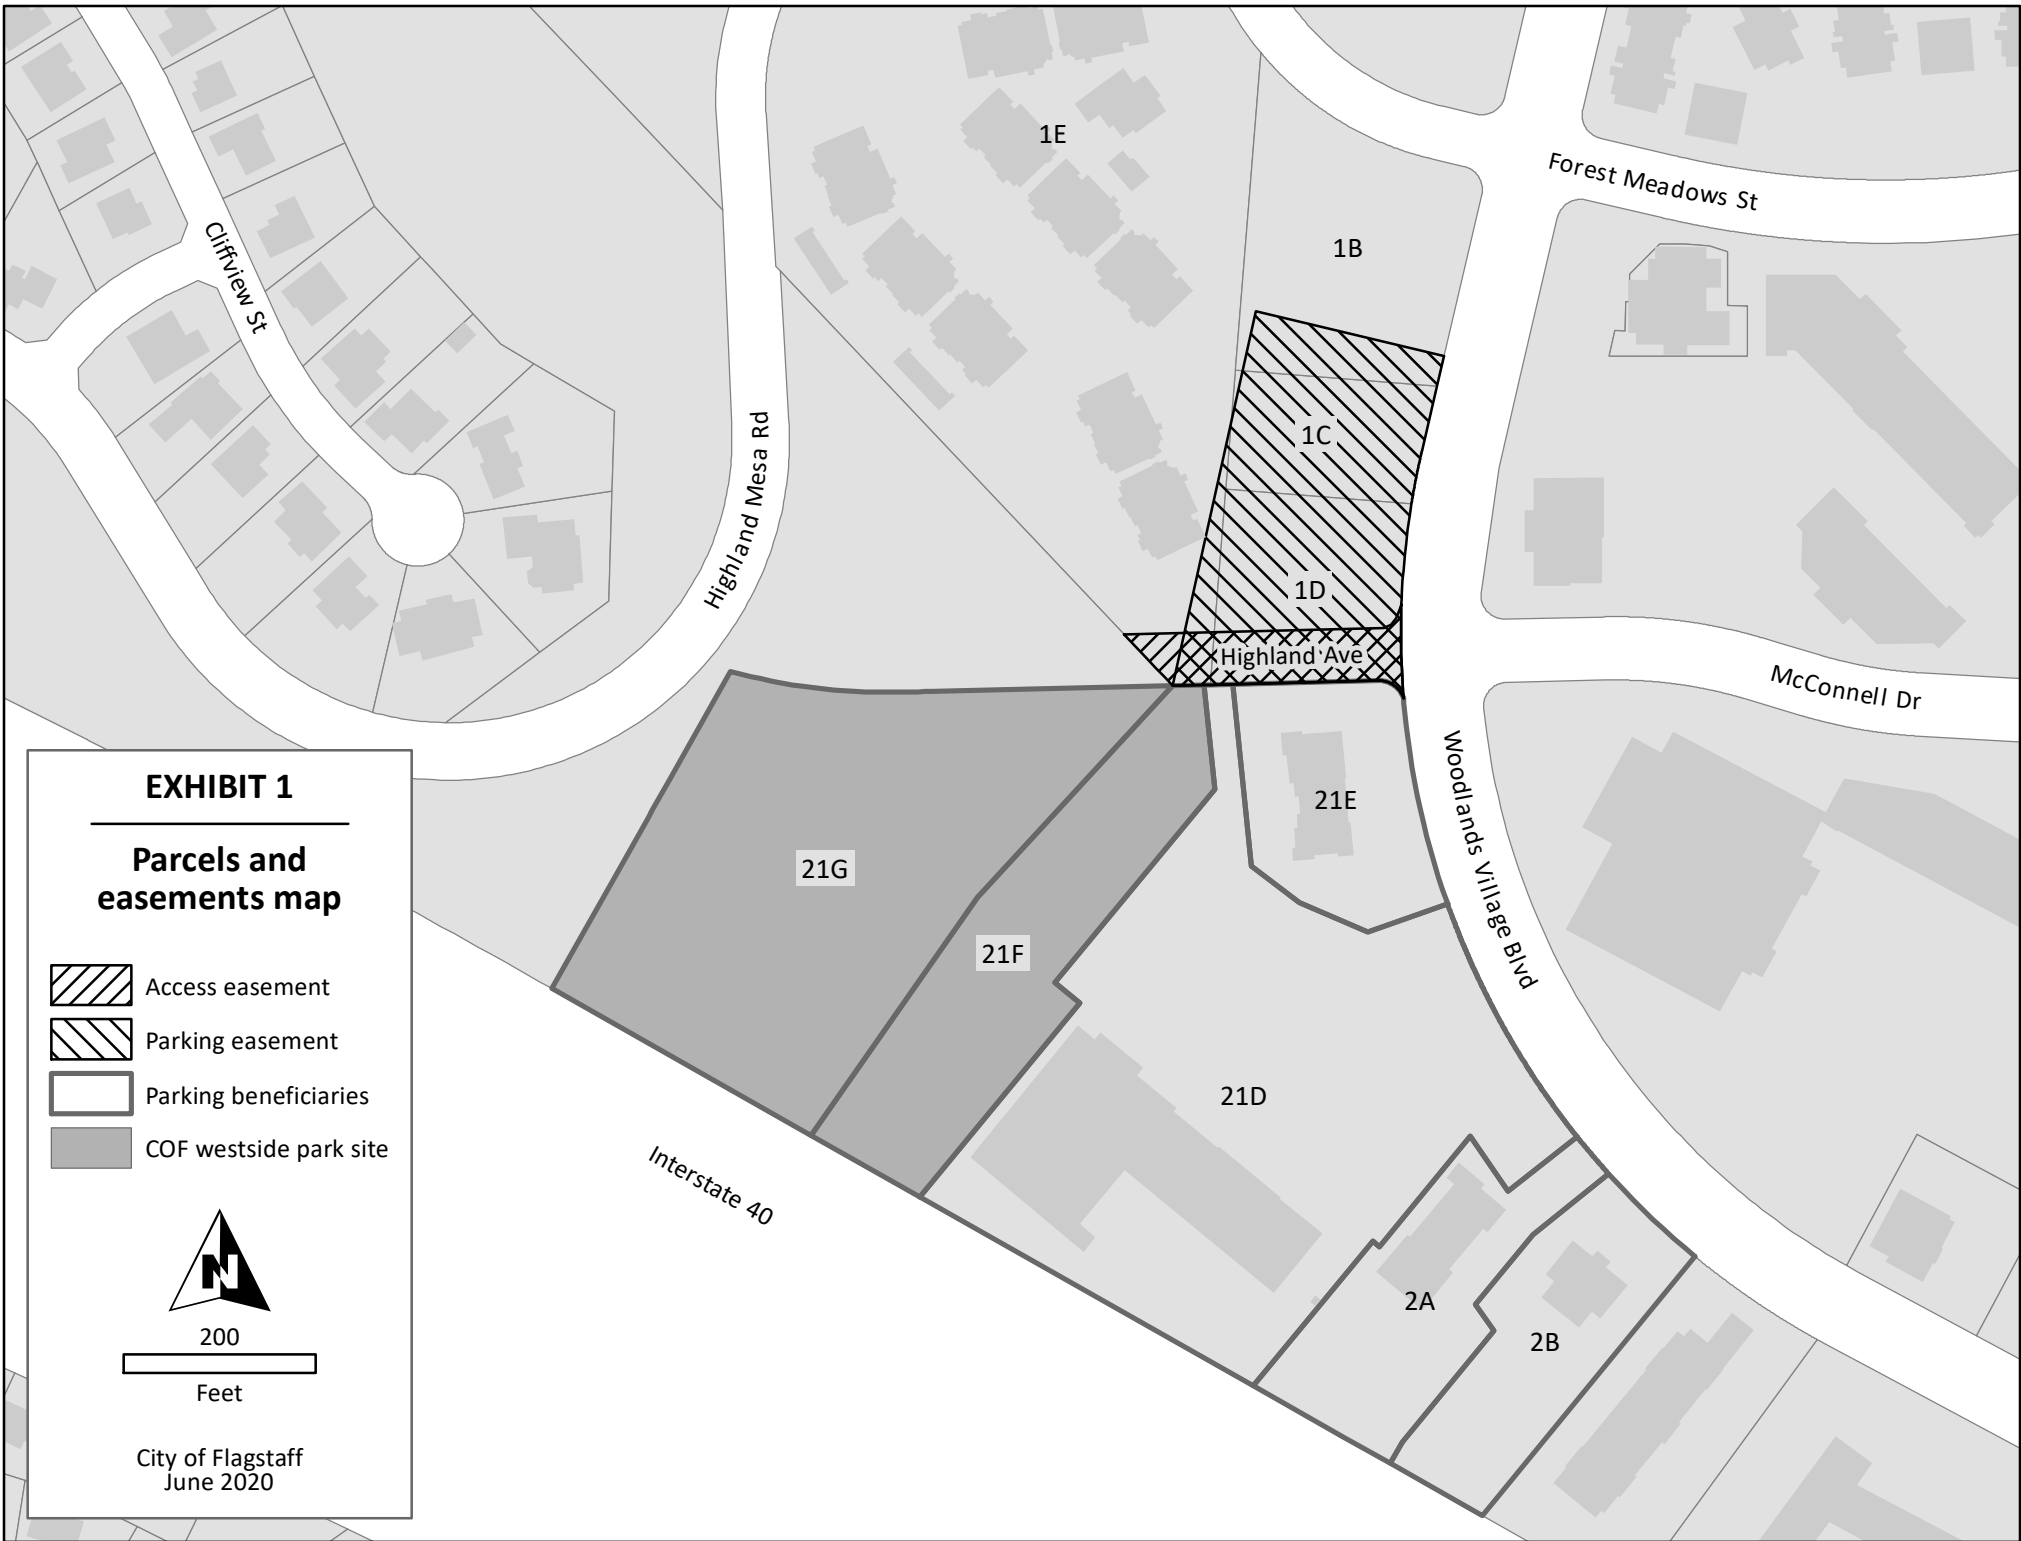 1E
Forest Meadows St
1B
Cliffview St
1C
Highland Mesa Rd
1D
Highland Ave
McConnell Dr
Woodlands Village Blvd
21E
21G
21F
21D
Interstate 40
2A
2B
EXHIBIT 1
Parcels and
easements map
Access easement
Parking easement
Parking beneficiaries
COF westside park site
N
200
Feet
City of Flagstaff
June 2020